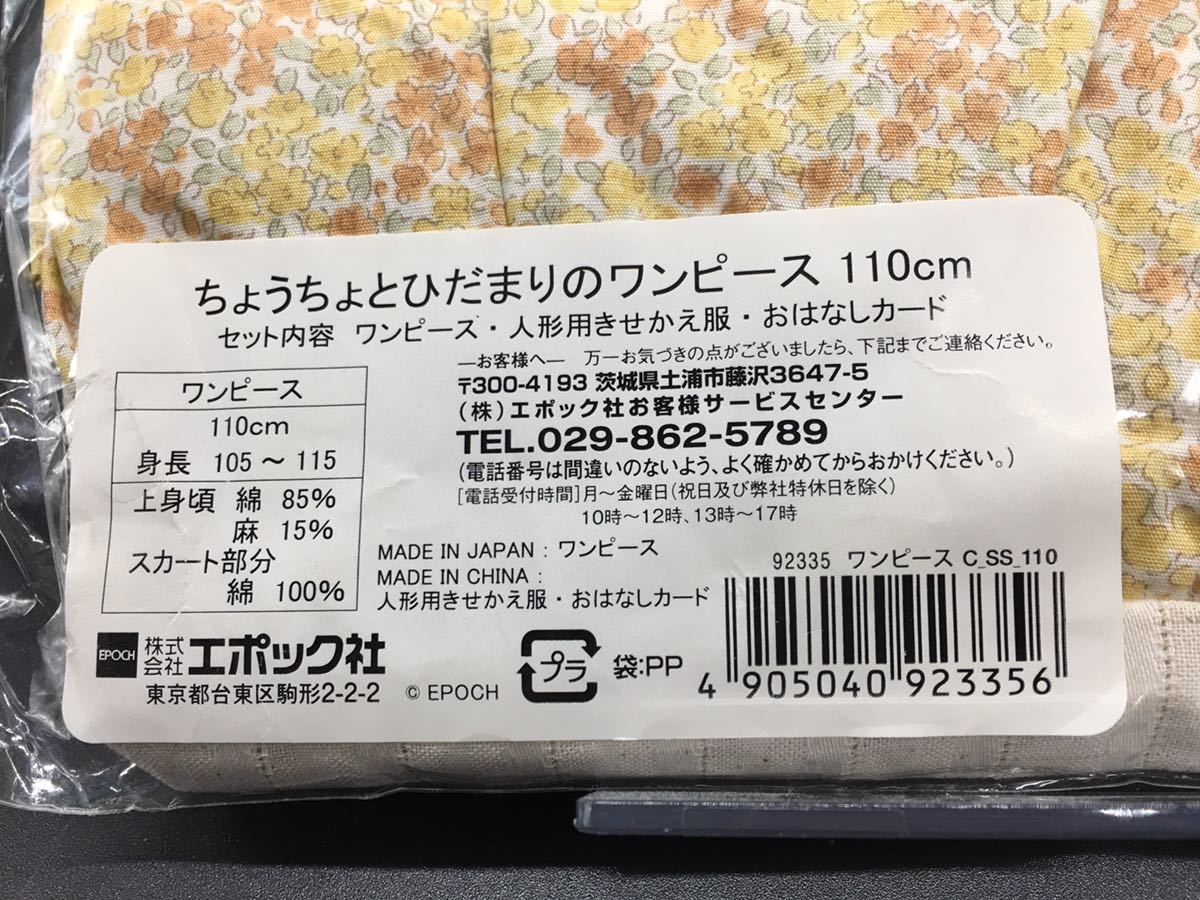 ちょうちょとひだまりのワンピース 110cm
セット内容 ワンピース・人形用きせかえ服・おはなしカード
ワンピース
110cm
身長 105～115
上身頃 綿 85%
麻 15%
スカート部分
綿 100%
―お客様へ― 万一お気づきの点がございましたら、下記までご連絡ください。
〒300-4193 茨城県土浦市藤沢3647-5
(株)エポック社お客様サービスセンター
TEL.029-862-5789
(電話番号は間違いのないよう、よく確かめてからおかけください。)
[電話受付時間]月～金曜日(祝日及び弊社特休日を除く)
10時～12時、13時～17時
MADE IN JAPAN : ワンピース
MADE IN CHINA :
人形用きせかえ服・おはなしカード
92335 ワンピース C_SS_110
4 905040 923356
EPOCH 株式会社 エポック社
東京都台東区駒形2-2-2 © EPOCH
プラ 袋:PP